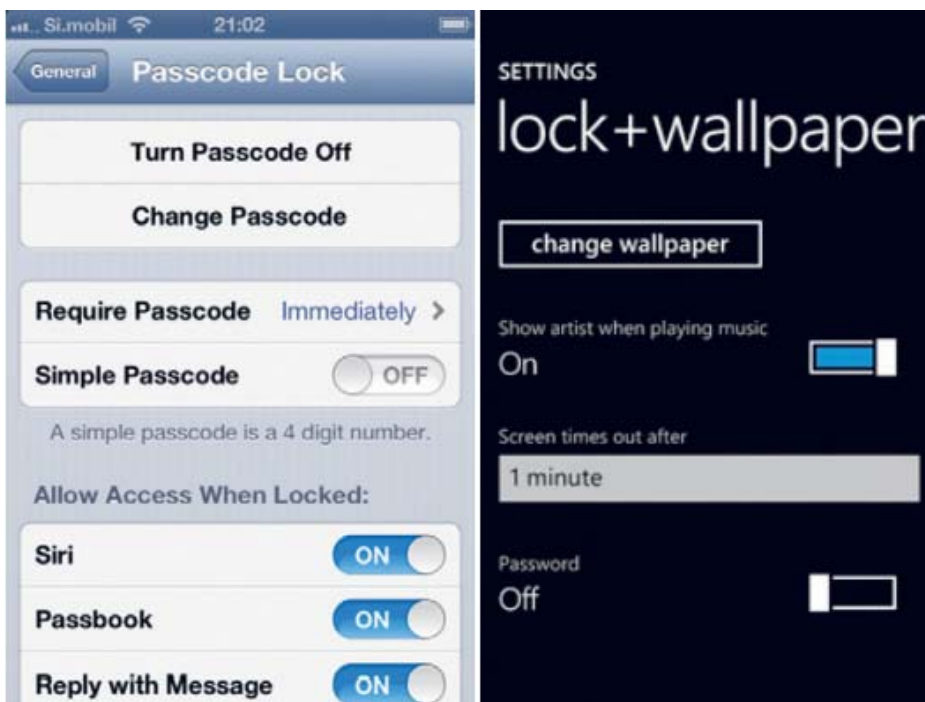 Si.mobil 21:02
General Passcode Lock
Turn Passcode Off
Change Passcode
Require Passcode Immediately >
Simple Passcode OFF
A simple passcode is a 4 digit number.
Allow Access When Locked:
Siri ON
Passbook ON
Reply with Message ON
SETTINGS
lock+wallpaper
change wallpaper
Show artist when playing music
On
Screen times out after
1 minute
Password
Off